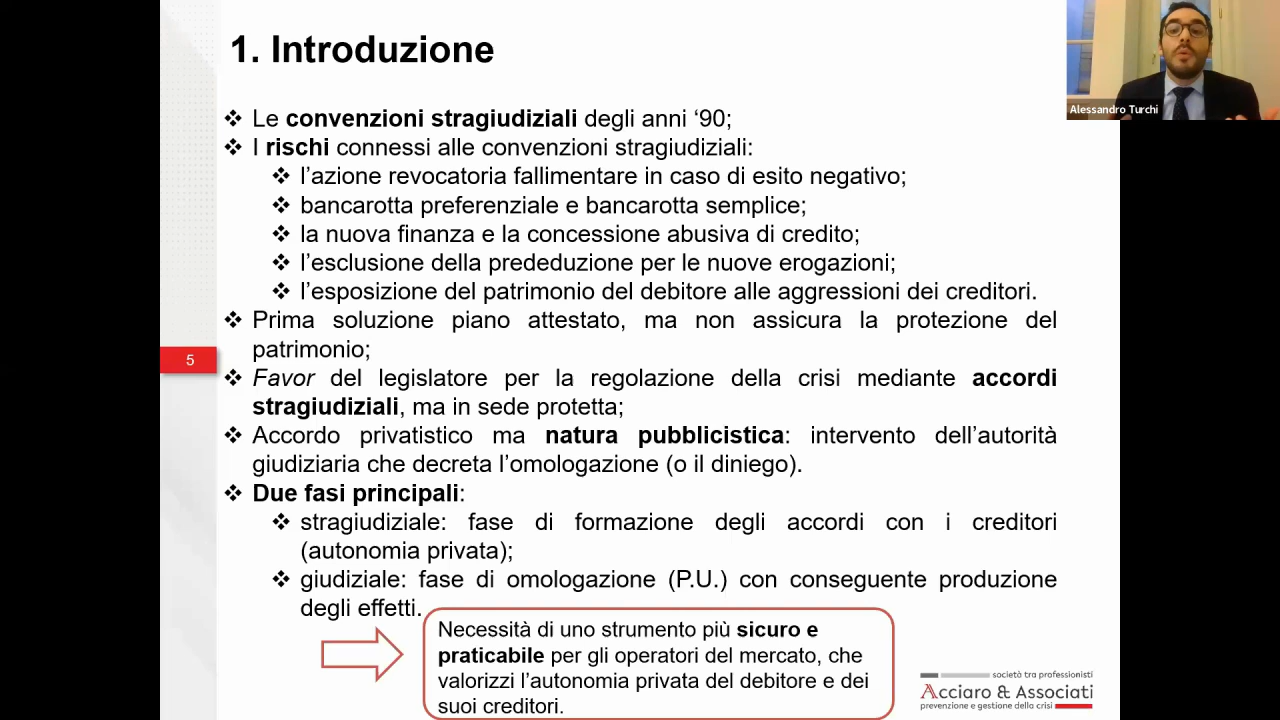 1. Introduzione
Alessandro Turchi
❖ Le convenzioni stragiudiziali degli anni ‘90;
❖ I rischi connessi alle convenzioni stragiudiziali:
❖ l’azione revocatoria fallimentare in caso di esito negativo;
❖ bancarotta preferenziale e bancarotta semplice;
❖ la nuova finanza e la concessione abusiva di credito;
❖ l’esclusione della prededuzione per le nuove erogazioni;
❖ l’esposizione del patrimonio del debitore alle aggressioni dei creditori.
❖ Prima soluzione piano attestato, ma non assicura la protezione del
patrimonio;
❖ Favor del legislatore per la regolazione della crisi mediante accordi
stragiudiziali, ma in sede protetta;
❖ Accordo privatistico ma natura pubblicistica: intervento dell’autorità
giudiziaria che decreta l’omologazione (o il diniego).
❖ Due fasi principali:
❖ stragiudiziale: fase di formazione degli accordi con i creditori
(autonomia privata);
❖ giudiziale: fase di omologazione (P.U.) con conseguente produzione
degli effetti.
5
Necessità di uno strumento più sicuro e
praticabile per gli operatori del mercato, che
valorizzi l’autonomia privata del debitore e dei
suoi creditori.
società tra professionisti
Acciaro & Associati
prevenzione e gestione della crisi